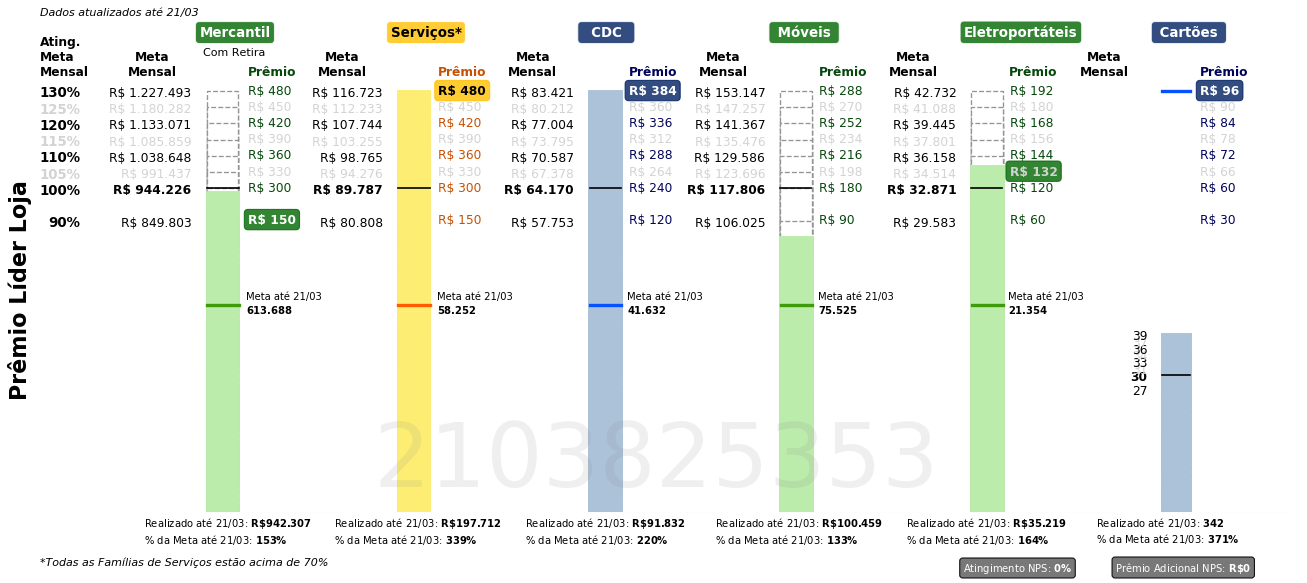 Dados atualizados até 21/03
Mercantil Serviços* CDC Móveis Eletroportáteis Cartões
Com Retira
Ating. Meta Mensal
Meta Mensal Prêmio Meta Mensal Prêmio Meta Mensal Prêmio Meta Mensal Prêmio Meta Mensal Prêmio Meta Mensal Prêmio
130% R$ 1.227.493 R$ 480 R$ 116.723 R$ 480 R$ 83.421 R$ 384 R$ 153.147 R$ 288 R$ 42.732 R$ 192 R$ 96
125% R$ 1.180.282 R$ 450 R$ 112.233 R$ 450 R$ 80.212 R$ 360 R$ 147.257 R$ 270 R$ 41.088 R$ 180 R$ 90
120% R$ 1.133.071 R$ 420 R$ 107.744 R$ 420 R$ 77.004 R$ 336 R$ 141.367 R$ 252 R$ 39.445 R$ 168 R$ 84
115% R$ 1.085.859 R$ 390 R$ 103.255 R$ 390 R$ 73.795 R$ 312 R$ 135.476 R$ 234 R$ 37.801 R$ 156 R$ 78
110% R$ 1.038.648 R$ 360 R$ 98.765 R$ 360 R$ 70.587 R$ 288 R$ 129.586 R$ 216 R$ 36.158 R$ 144 R$ 72
105% R$ 991.437 R$ 330 R$ 94.276 R$ 330 R$ 67.378 R$ 264 R$ 123.696 R$ 198 R$ 34.514 R$ 132 R$ 66
100% R$ 944.226 R$ 300 R$ 89.787 R$ 300 R$ 64.170 R$ 240 R$ 117.806 R$ 180 R$ 32.871 R$ 120 R$ 60
90% R$ 849.803 R$ 150 R$ 80.808 R$ 150 R$ 57.753 R$ 120 R$ 106.025 R$ 90 R$ 29.583 R$ 60 R$ 30
Prêmio Líder Loja
Meta até 21/03 Meta até 21/03 Meta até 21/03 Meta até 21/03 Meta até 21/03
613.688 58.252 41.632 75.525 21.354
39
36
33
30
27
2103825353
Realizado até 21/03: R$942.307 Realizado até 21/03: R$197.712 Realizado até 21/03: R$91.832 Realizado até 21/03: R$100.459 Realizado até 21/03: R$35.219 Realizado até 21/03: 342
% da Meta até 21/03: 153% % da Meta até 21/03: 339% % da Meta até 21/03: 220% % da Meta até 21/03: 133% % da Meta até 21/03: 164% % da Meta até 21/03: 371%
*Todas as Famílias de Serviços estão acima de 70%
Atingimento NPS: 0% Prêmio Adicional NPS: R$0